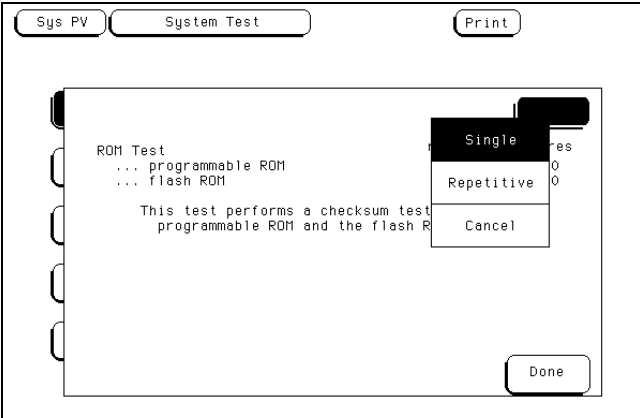 Sys PV System Test Print
Single
ROM Test
... programmable ROM 0
... flash ROM Repetitive 0
This test performs a checksum test
programmable ROM and the flash Cancel
Done